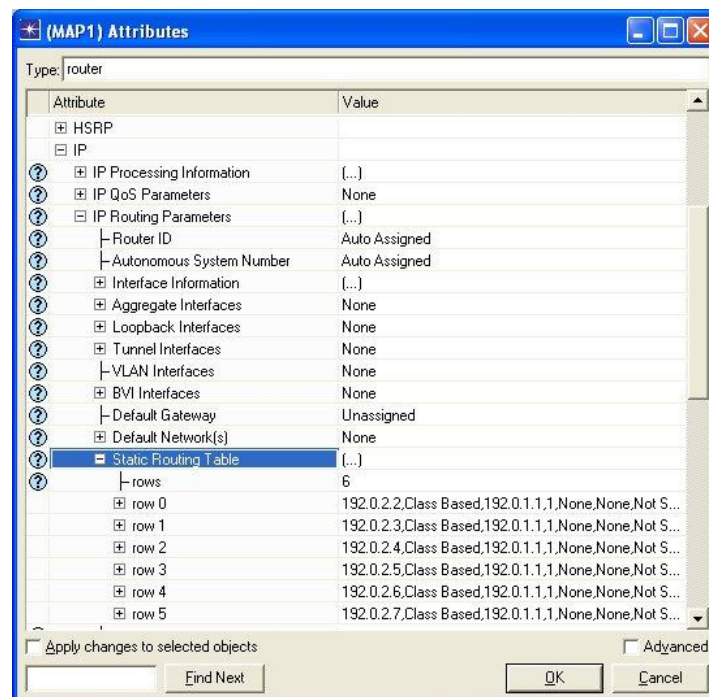 (MAP1) Attributes
Type: router
Attribute Value
HSRP
IP
IP Processing Information (...)
IP QoS Parameters None
IP Routing Parameters (...)
Router ID Auto Assigned
Autonomous System Number Auto Assigned
Interface Information (...)
Aggregate Interfaces None
Loopback Interfaces None
Tunnel Interfaces None
VLAN Interfaces None
BVI Interfaces None
Default Gateway Unassigned
Default Network(s) None
Static Routing Table (...)
rows 6
row 0 192.0.2.2,Class Based,192.0.1.1,1,None,None,Not S...
row 1 192.0.2.3,Class Based,192.0.1.1,1,None,None,Not S...
row 2 192.0.2.4,Class Based,192.0.1.1,1,None,None,Not S...
row 3 192.0.2.5,Class Based,192.0.1.1,1,None,None,Not S...
row 4 192.0.2.6,Class Based,192.0.1.1,1,None,None,Not S...
row 5 192.0.2.7,Class Based,192.0.1.1,1,None,None,Not S...
Apply changes to selected objects Advanced
Find Next OK Cancel